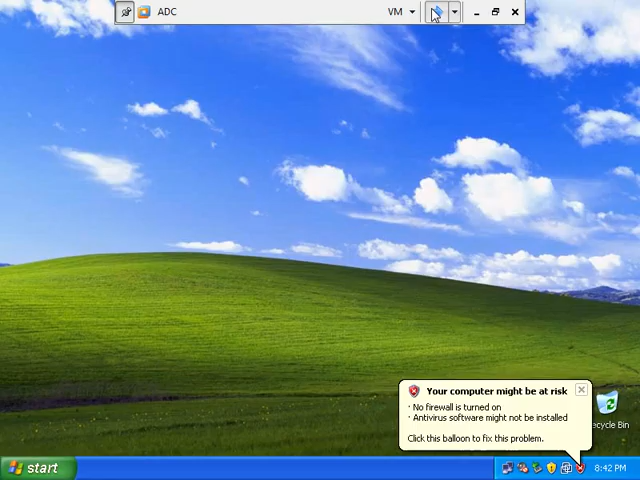 ADC
VM
Your computer might be at risk
· No firewall is turned on
· Antivirus software might not be installed
Click this balloon to fix this problem.
ecycle Bin
start
8:42 PM